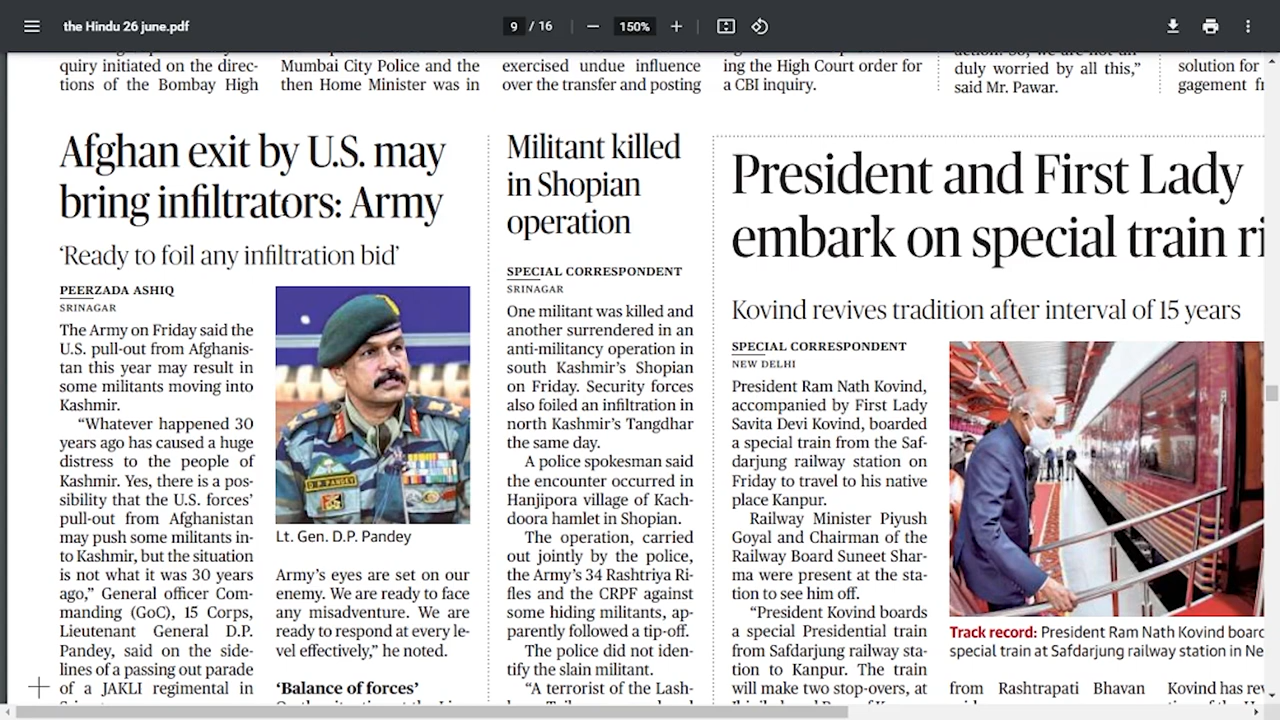 the Hindu 26 june.pdf
9 / 16
150%
quiry initiated on the direc-
tions of the Bombay High
Mumbai City Police and the
then Home Minister was in
exercised undue influence
over the transfer and posting
ing the High Court order for
a CBI inquiry.
duly worried by all this,”
said Mr. Pawar.
solution for
gagement
Afghan exit by U.S. may
bring infiltrators: Army
‘Ready to foil any infiltration bid’
PEERZADA ASHIQ
SRINAGAR
The Army on Friday said the
U.S. pull-out from Afghanis-
tan this year may result in
some militants moving into
Kashmir.
“Whatever happened 30
years ago has caused a huge
distress to the people of
Kashmir. Yes, there is a pos-
sibility that the U.S. forces’
pull-out from Afghanistan
may push some militants in-
to Kashmir, but the situation
is not what it was 30 years
ago,” General officer Com-
manding (GoC), 15 Corps,
Lieutenant General D.P.
Pandey, said on the side-
lines of a passing out parade
of a JAKLI regimental in
D P PANDEY
Lt. Gen. D.P. Pandey
Army’s eyes are set on our
enemy. We are ready to face
any misadventure. We are
ready to respond at every le-
vel effectively,” he noted.
‘Balance of forces’
Militant killed
in Shopian
operation
SPECIAL CORRESPONDENT
SRINAGAR
One militant was killed and
another surrendered in an
anti-militancy operation in
south Kashmir’s Shopian
on Friday. Security forces
also foiled an infiltration in
north Kashmir’s Tangdhar
the same day.
A police spokesman said
the encounter occurred in
Hanjipora village of Kach-
doora hamlet in Shopian.
The operation, carried
out jointly by the police,
the Army’s 34 Rashtriya Ri-
fles and the CRPF against
some hiding militants, ap-
parently followed a tip-off.
The police did not iden-
tify the slain militant.
“A terrorist of the Lash-
President and First Lady
embark on special train ri
Kovind revives tradition after interval of 15 years
SPECIAL CORRESPONDENT
NEW DELHI
President Ram Nath Kovind,
accompanied by First Lady
Savita Devi Kovind, boarded
a special train from the Saf-
darjung railway station on
Friday to travel to his native
place Kanpur.
Railway Minister Piyush
Goyal and Chairman of the
Railway Board Suneet Shar-
ma were present at the sta-
tion to see him off.
“President Kovind boards
a special Presidential train
from Safdarjung railway sta-
tion to Kanpur. The train
will make two stop-overs, at
Track record: President Ram Nath Kovind board
special train at Safdarjung railway station in Ne
from Rashtrapati Bhavan
Kovind has rev